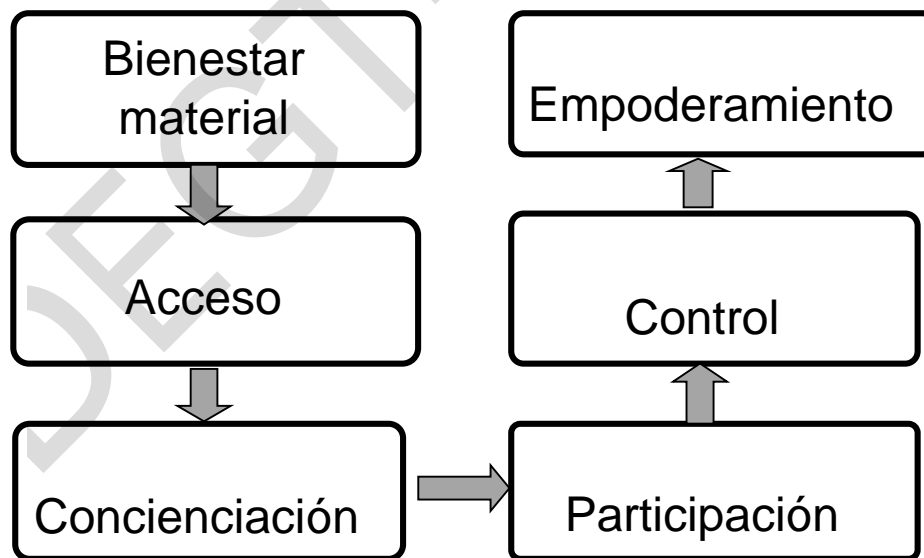 Bienestar
material
Acceso
Concienciación
Participación
Control
Empoderamiento